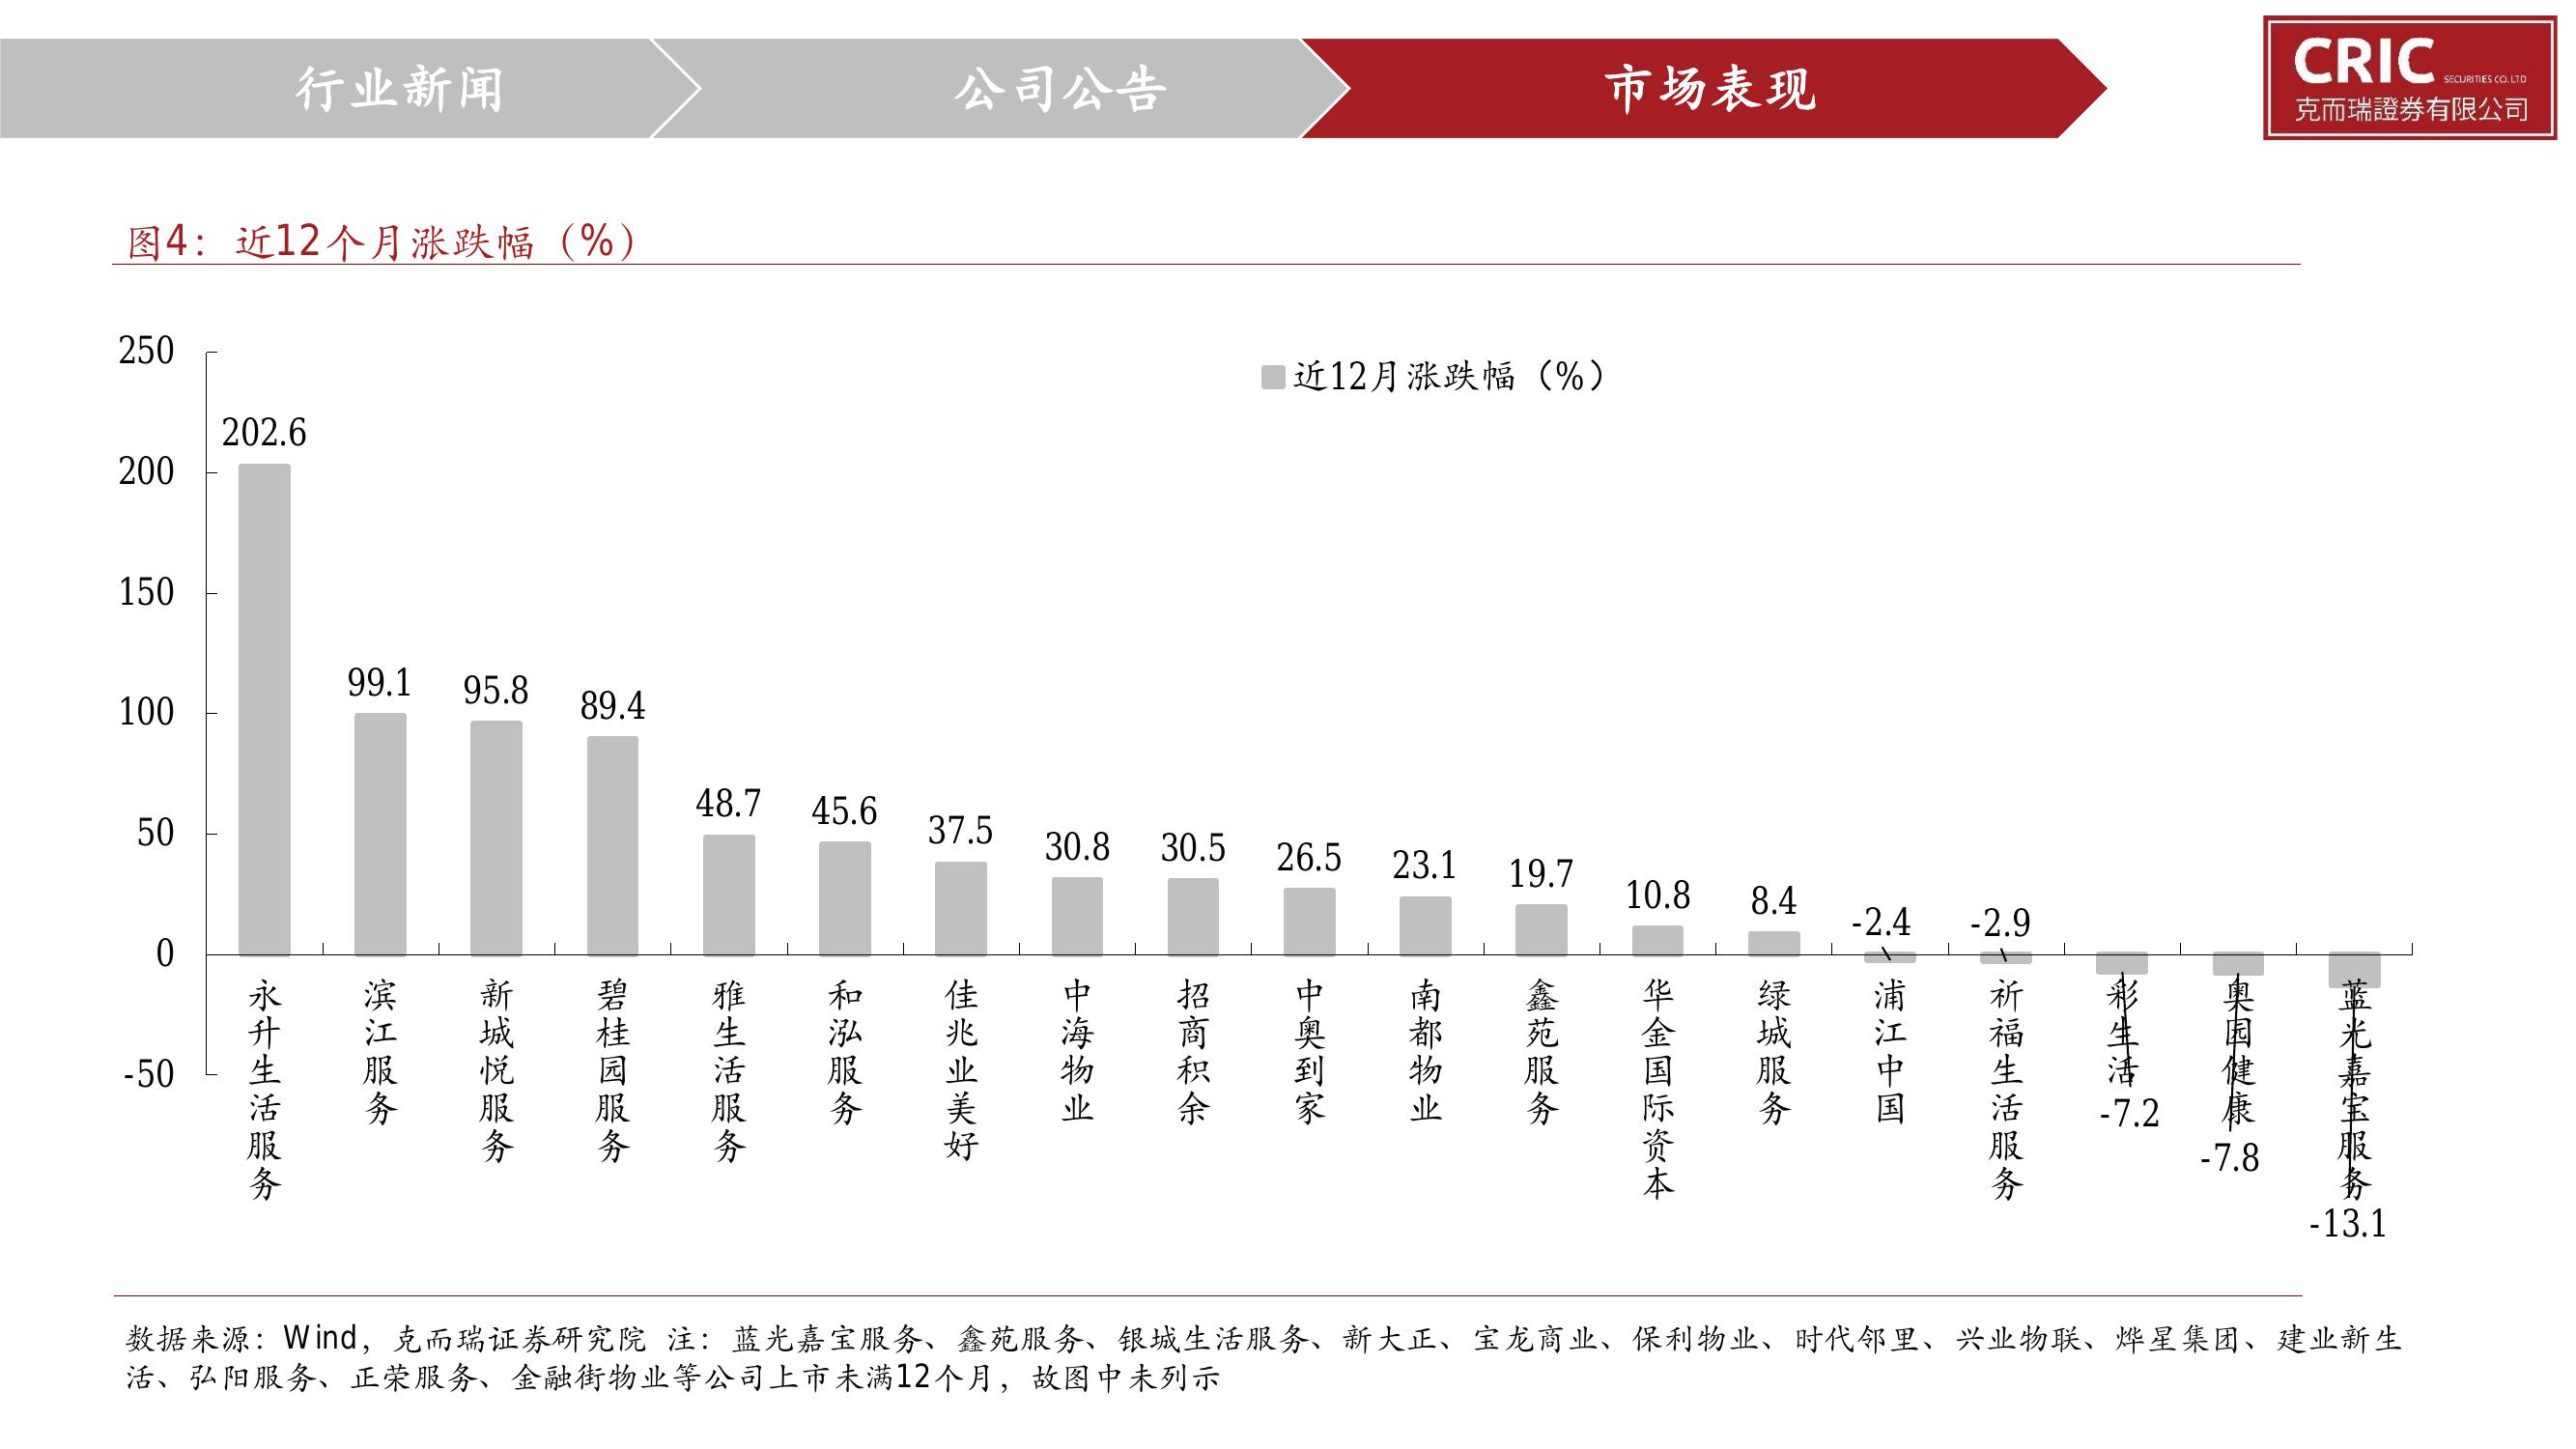 行业新闻
公司公告
市场表现
CRIC
SECURITIES CO. LTD
克而瑞證券有限公司
图4：近12个月涨跌幅（%）
近12月涨跌幅（%）
250
200
150
100
50
0
-50
202.6
99.1
95.8
89.4
48.7
45.6
37.5
30.8
30.5
26.5
23.1
19.7
10.8
8.4
-2.4
-2.9
-7.2
-7.8
-13.1
永升生活服务
滨江服务
新城悦服务
碧桂园服务
雅生活服务
和泓服务
佳兆业美好
中海物业
招商积余
中奥到家
南都物业
鑫苑服务
华金国际资本
绿城服务
浦江中国
祈福生活服务
彩生活
奥园健康
蓝光嘉宝服务
数据来源：Wind，克而瑞证券研究院 注：蓝光嘉宝服务、鑫苑服务、银城生活服务、新大正、宝龙商业、保利物业、时代邻里、兴业物联、烨星集团、建业新生
活、弘阳服务、正荣服务、金融街物业等公司上市未满12个月，故图中未列示